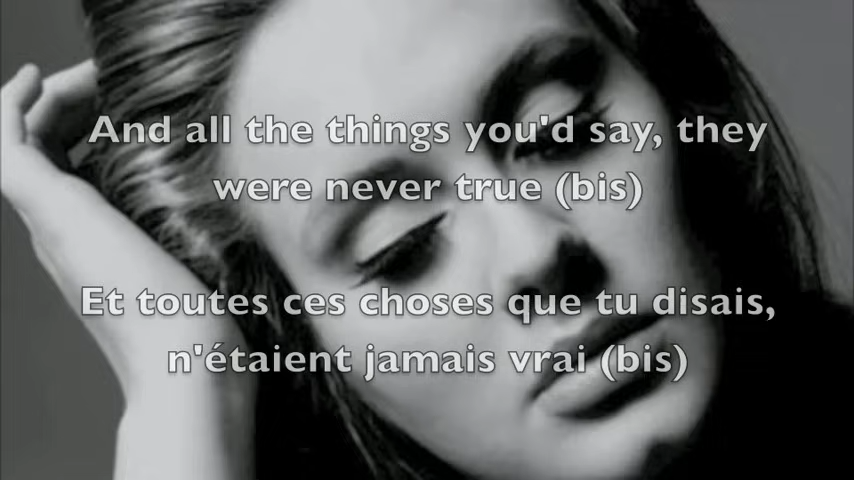 And all the things you'd say, they
were never true (bis)
Et toutes ces choses que tu disais,
n'étaient jamais vrai (bis)